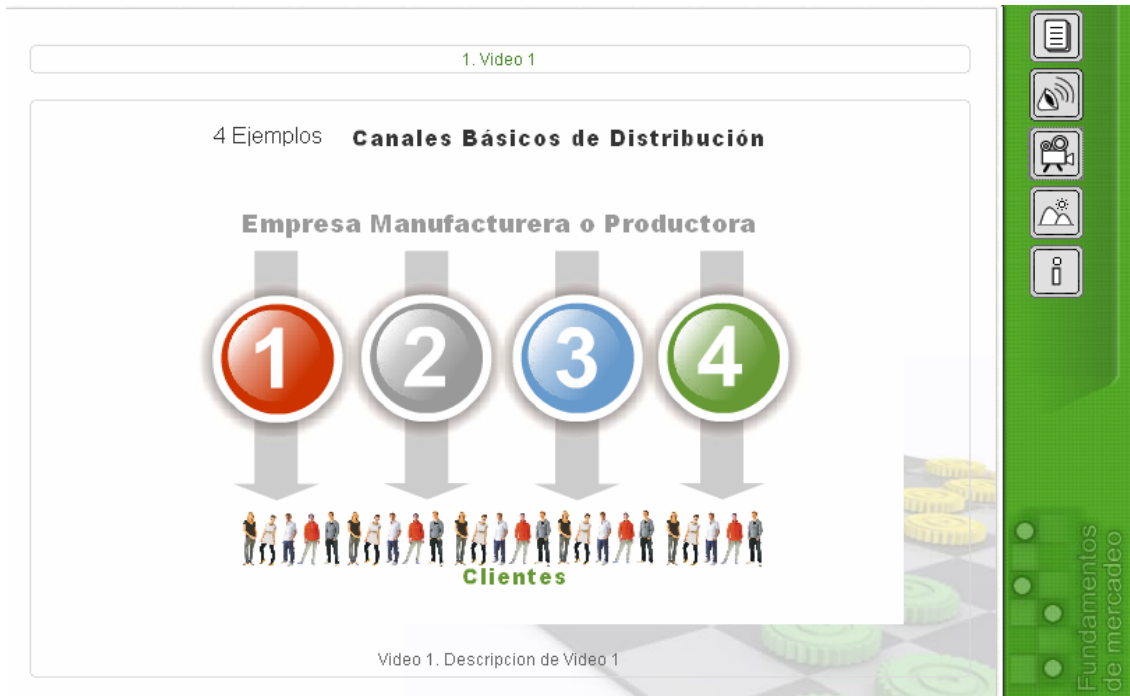 1. Video 1
4 Ejemplos Canales Básicos de Distribución
Empresa Manufacturera o Productora
1 2 3 4
Clientes
Video 1. Descripcion de Video 1
Fundamentos
de mercadeo